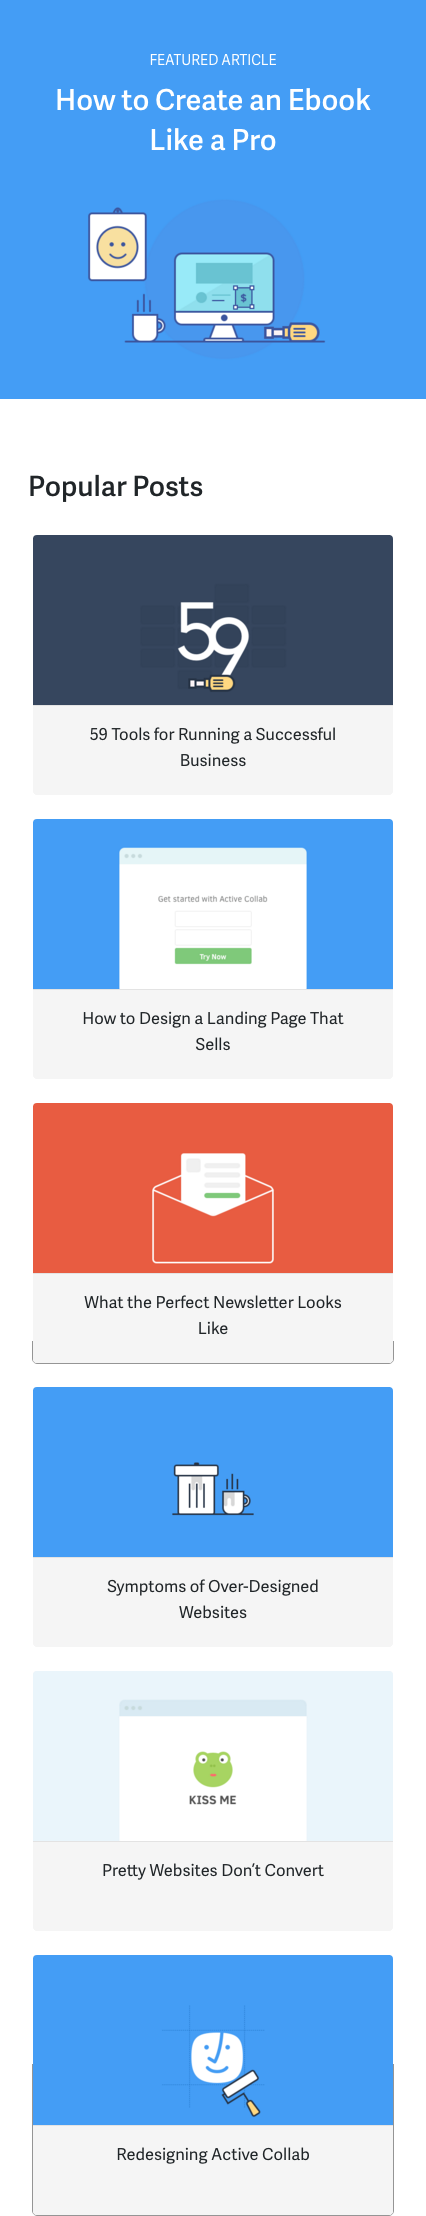 FEATURED ARTICLE
How to Create an Ebook
Like a Pro
$
Popular Posts
59
59 Tools for Running a Successful
Business
Get started with Active Collab
Try Now
How to Design a Landing Page That
Sells
What the Perfect Newsletter Looks
Like
Symptoms of Over-Designed
Websites
KISS ME
Pretty Websites Don’t Convert
Redesigning Active Collab